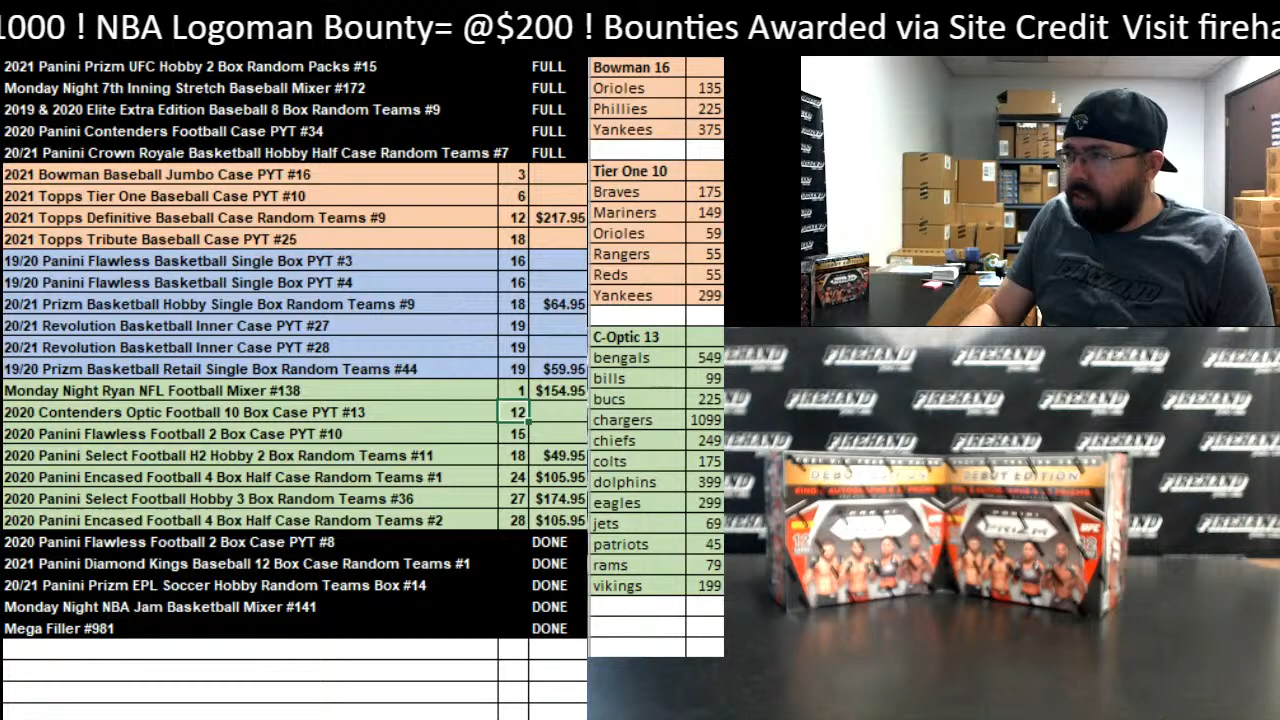 1000 ! NBA Logoman Bounty= @$200 ! Bounties Awarded via Site Credit Visit fireha
2021 Panini Prizm UFC Hobby 2 Box Random Packs #15 FULL
Monday Night 7th Inning Stretch Baseball Mixer #172 FULL
2019 & 2020 Elite Extra Edition Baseball 8 Box Random Teams #9 FULL
2020 Panini Contenders Football Case PYT #34 FULL
20/21 Panini Crown Royale Basketball Hobby Half Case Random Teams #7 FULL
2021 Bowman Baseball Jumbo Case PYT #16 3
2021 Topps Tier One Baseball Case PYT #10 6
2021 Topps Definitive Baseball Case Random Teams #9 12 $217.95
2021 Topps Tribute Baseball Case PYT #25 18
19/20 Panini Flawless Basketball Single Box PYT #3 16
19/20 Panini Flawless Basketball Single Box PYT #4 16
20/21 Prizm Basketball Hobby Single Box Random Teams #9 18 $64.95
20/21 Revolution Basketball Inner Case PYT #27 19
20/21 Revolution Basketball Inner Case PYT #28 19
19/20 Prizm Basketball Retail Single Box Random Teams #44 19 $59.95
Monday Night Ryan NFL Football Mixer #138 1 $154.95
2020 Contenders Optic Football 10 Box Case PYT #13 12
2020 Panini Flawless Football 2 Box Case PYT #10 15
2020 Panini Select Football H2 Hobby 2 Box Random Teams #11 18 $49.95
2020 Panini Encased Football 4 Box Half Case Random Teams #1 24 $105.95
2020 Panini Select Football Hobby 3 Box Random Teams #36 27 $174.95
2020 Panini Encased Football 4 Box Half Case Random Teams #2 28 $105.95
2020 Panini Flawless Football 2 Box Case PYT #8 DONE
2021 Panini Diamond Kings Baseball 12 Box Case Random Teams #1 DONE
20/21 Panini Prizm EPL Soccer Hobby Random Teams Box #14 DONE
Monday Night NBA Jam Basketball Mixer #141 DONE
Mega Filler #981 DONE
Bowman 16
Orioles 135
Phillies 225
Yankees 375
Tier One 10
Braves 175
Mariners 149
Orioles 59
Rangers 55
Reds 55
Yankees 299
C-Optic 13
bengals 549
bills 99
bucs 225
chargers 1099
chiefs 249
colts 175
dolphins 399
eagles 299
jets 69
patriots 45
rams 79
vikings 199
FIREHAND FIREHAND FIREHAND FIREHAND
DEBUT EDITION DEBUT EDITION
PRIZM PRIZM
UFC UFC